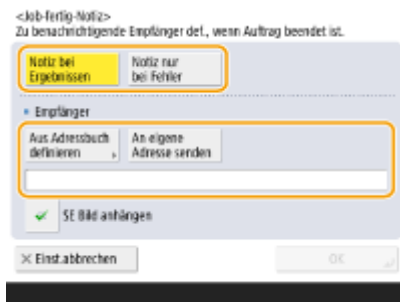 <Job-fertig-Notiz>
Zu benachrichtigende Empfänger def., wenn Auftrag beendet ist.
Notiz bei
Ergebnissen
Notiz nur
bei Fehler
Empfänger
Aus Adressbuch
definieren
An eigene
Adresse senden
SE Bild anhängen
× Einst.abbrechen
OK